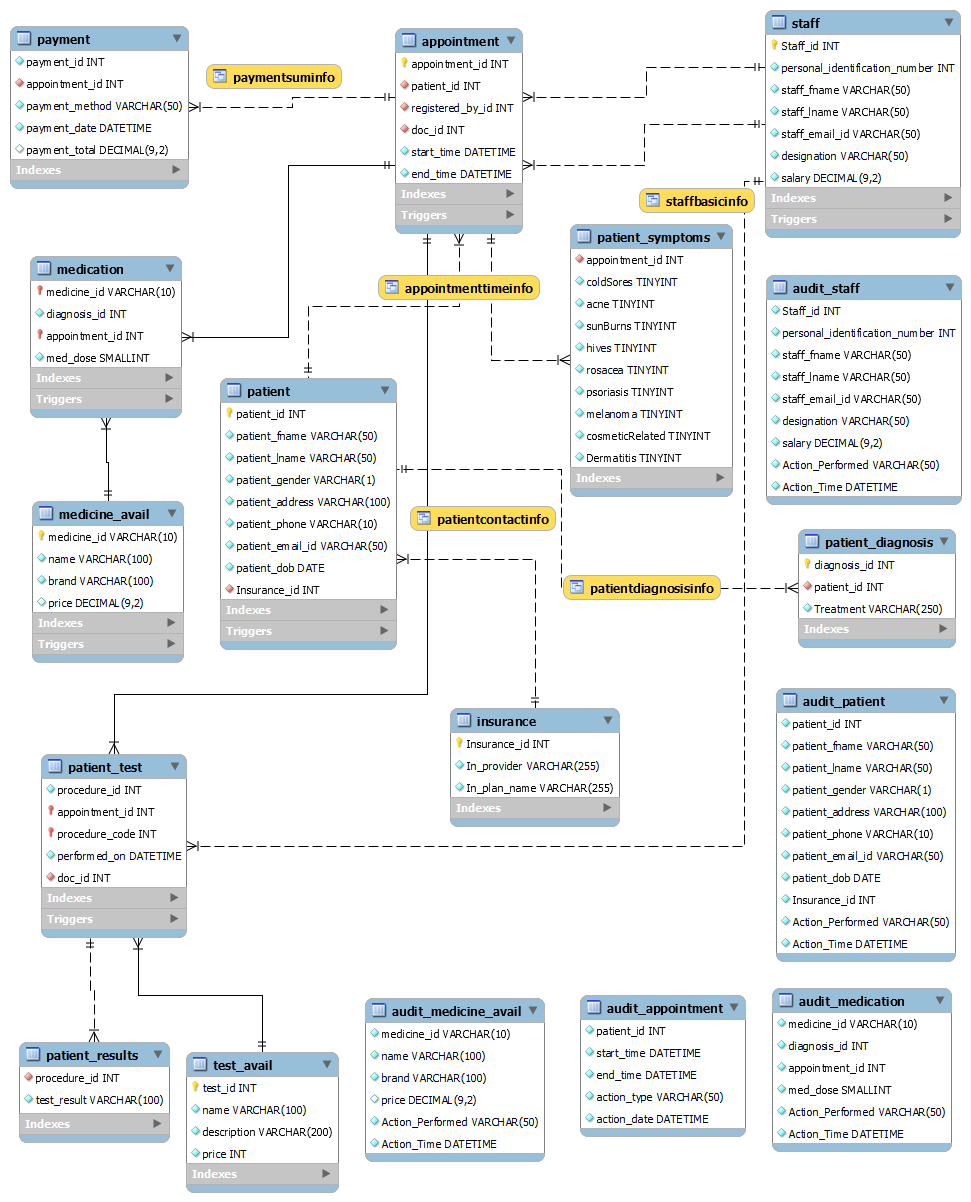 payment
payment_id INT
appointment_id INT
payment_method VARCHAR(50)
payment_date DATETIME
payment_total DECIMAL(9,2)
Indexes
paymentsuminfo
appointment
appointment_id INT
patient_id INT
registered_by_id INT
doc_id INT
start_time DATETIME
end_time DATETIME
Indexes
Triggers
staff
Staff_id INT
personal_identification_number INT
staff_fname VARCHAR(50)
staff_lname VARCHAR(50)
staff_email_id VARCHAR(50)
designation VARCHAR(50)
salary DECIMAL(9,2)
Indexes
Triggers
staffbasicinfo
medication
medicine_id VARCHAR(10)
diagnosis_id INT
appointment_id INT
med_dose SMALLINT
Indexes
Triggers
appointmenttimeinfo
patient_symptoms
appointment_id INT
coldSores TINYINT
acne TINYINT
sunBurns TINYINT
hives TINYINT
rosacea TINYINT
psoriasis TINYINT
melanoma TINYINT
cosmeticRelated TINYINT
Dermatitis TINYINT
Indexes
audit_staff
Staff_id INT
personal_identification_number INT
staff_fname VARCHAR(50)
staff_lname VARCHAR(50)
staff_email_id VARCHAR(50)
designation VARCHAR(50)
salary DECIMAL(9,2)
Action_Performed VARCHAR(50)
Action_Time DATETIME
patient
patient_id INT
patient_fname VARCHAR(50)
patient_lname VARCHAR(50)
patient_gender VARCHAR(1)
patient_address VARCHAR(100)
patient_phone VARCHAR(10)
patient_email_id VARCHAR(50)
patient_dob DATE
Insurance_id INT
Indexes
Triggers
medicine_avail
medicine_id VARCHAR(10)
name VARCHAR(100)
brand VARCHAR(100)
price DECIMAL(9,2)
Indexes
Triggers
patientcontactinfo
patientdiagnosisinfo
patient_diagnosis
diagnosis_id INT
patient_id INT
Treatment VARCHAR(250)
Indexes
insurance
Insurance_id INT
In_provider VARCHAR(255)
In_plan_name VARCHAR(255)
Indexes
audit_patient
patient_id INT
patient_fname VARCHAR(50)
patient_lname VARCHAR(50)
patient_gender VARCHAR(1)
patient_address VARCHAR(100)
patient_phone VARCHAR(10)
patient_email_id VARCHAR(50)
patient_dob DATE
Insurance_id INT
Action_Performed VARCHAR(50)
Action_Time DATETIME
patient_test
procedure_id INT
appointment_id INT
procedure_code INT
performed_on DATETIME
doc_id INT
Indexes
Triggers
patient_results
procedure_id INT
test_result VARCHAR(100)
Indexes
test_avail
test_id INT
name VARCHAR(100)
description VARCHAR(200)
price INT
Indexes
audit_medicine_avail
medicine_id VARCHAR(10)
name VARCHAR(100)
brand VARCHAR(100)
price DECIMAL(9,2)
Action_Performed VARCHAR(50)
Action_Time DATETIME
audit_appointment
patient_id INT
start_time DATETIME
end_time DATETIME
action_type VARCHAR(50)
action_date DATETIME
audit_medication
medicine_id VARCHAR(10)
diagnosis_id INT
appointment_id INT
med_dose SMALLINT
Action_Performed VARCHAR(50)
Action_Time DATETIME